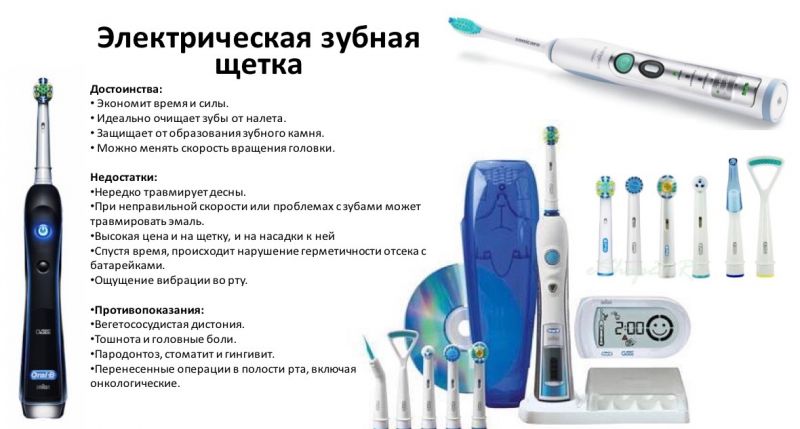 Электрическая зубная
щетка
Достоинства:
• Экономит время и силы.
• Идеально очищает зубы от налета.
• Защищает от образования зубного камня.
• Можно менять скорость вращения головки.
Недостатки:
•Нередко травмирует десны.
•При неправильной скорости или проблемах с зубами может
травмировать эмаль.
•Высокая цена и на щетку, и на насадки к ней
•Спустя время, происходит нарушение герметичности отсека с
батарейками.
•Ощущение вибрации во рту.
•Противопоказания:
•Вегетососудистая дистония.
•Тошнота и головные боли.
•Пародонтоз, стоматит и гингивит.
•Перенесенные операции в полости рта, включая
онкологические.
sonicare
Oral-B
BRAUN
2:00